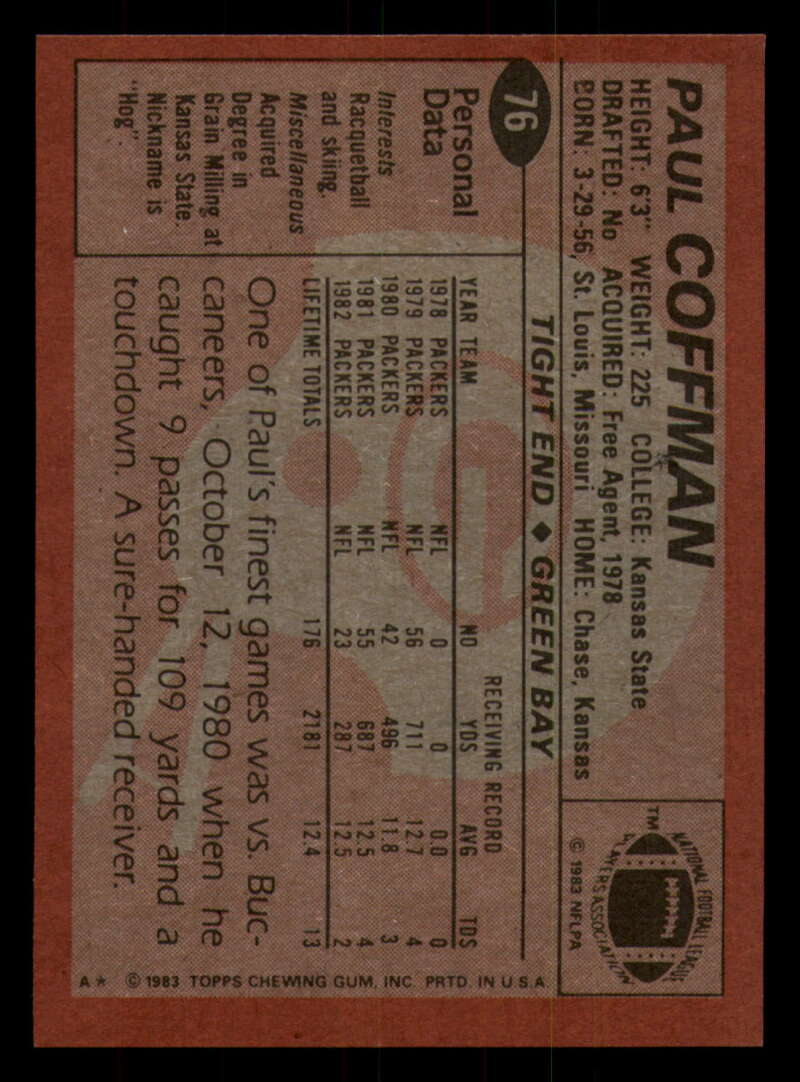 PAUL COFFMAN
HEIGHT: 6'3" WEIGHT: 225 COLLEGE: Kansas State
DRAFTED: No ACQUIRED: Free Agent, 1978
BORN: 3-29-56, St. Louis, Missouri HOME: Chase, Kansas
TM
NATIONAL FOOTBALL LEAGUE
PLAYERS ASSOCIATION
© 1983 NFLPA
76
TIGHT END ◆ GREEN BAY
Personal
Data
Interests
Racquetball
and skiing.
Miscellaneous
Acquired
Degree in
Grain Milling at
Kansas State.
Nickname is
"Hog".
RECEIVING RECORD
YEAR TEAM NO YDS AVG TDS
1978 PACKERS NFL 0 0 0.0 0
1979 PACKERS NFL 56 711 12.7 4
1980 PACKERS NFL 42 496 11.8 3
1981 PACKERS NFL 55 687 12.5 4
1982 PACKERS NFL 23 287 12.5 2
LIFETIME TOTALS 176 2181 12.4 13
One of Paul's finest games was vs. Buc-
caneers, October 12, 1980 when he
caught 9 passes for 109 yards and a
touchdown. A sure-handed receiver.
A* © 1983 TOPPS CHEWING GUM, INC. PRTD. IN U.S.A.